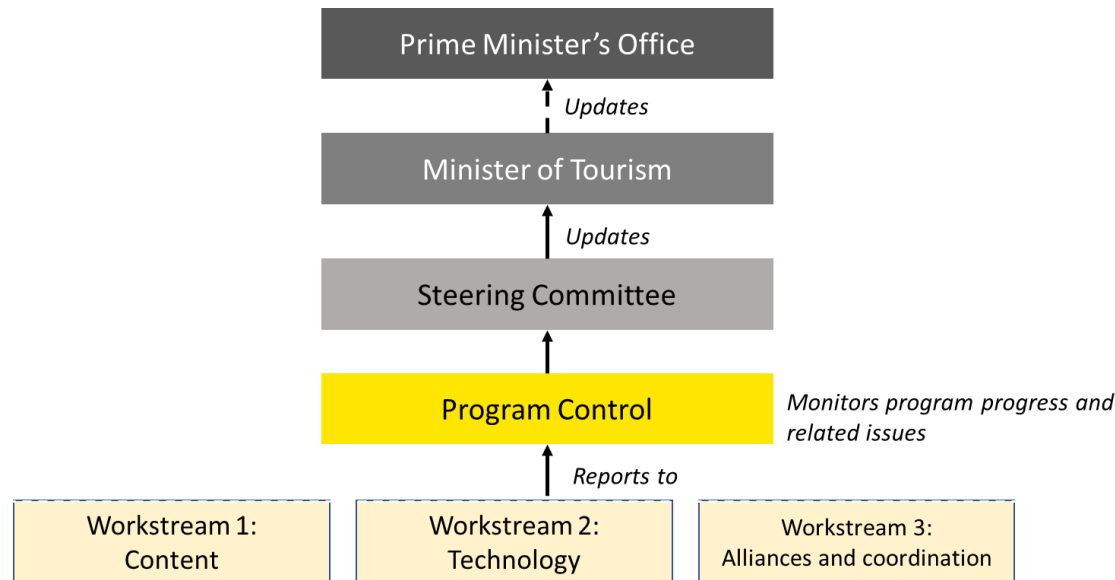 Prime Minister’s Office
Updates
Minister of Tourism
Updates
Steering Committee
Program Control
Monitors program progress and
related issues
Reports to
Workstream 1:
Content
Workstream 2:
Technology
Workstream 3:
Alliances and coordination